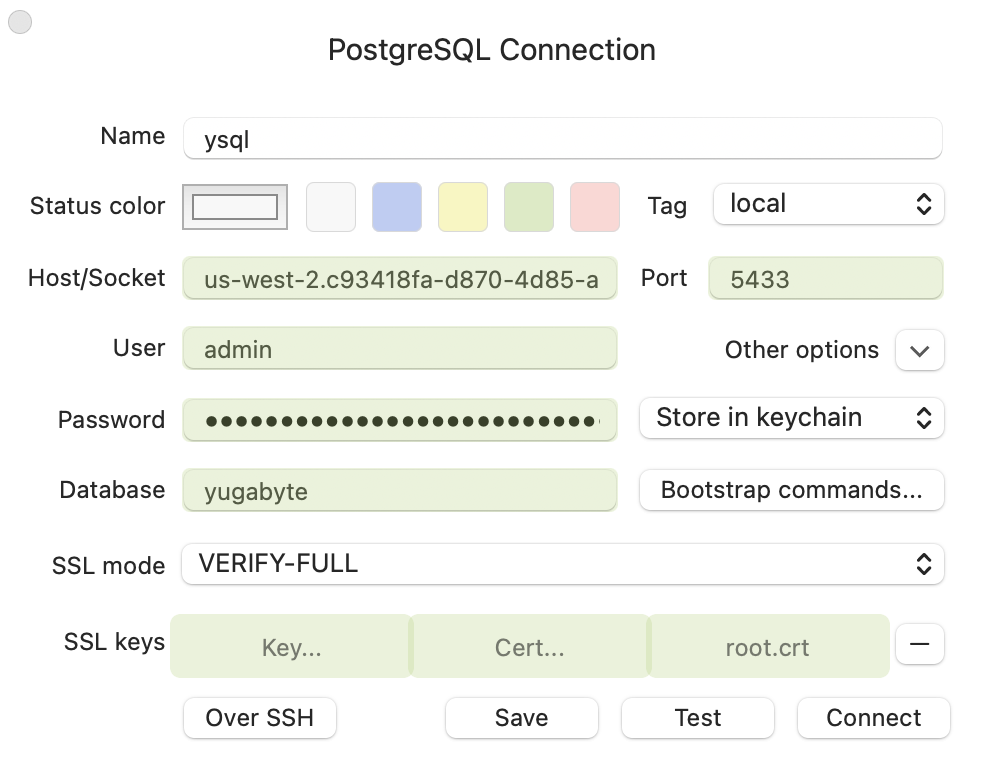 PostgreSQL Connection
Name ysql
Status color Tag local
Host/Socket us-west-2.c93418fa-d870-4d85-a Port 5433
User admin Other options
Password ●●●●●●●●●●●●●●●●●●●●●●●●●● Store in keychain
Database yugabyte Bootstrap commands...
SSL mode VERIFY-FULL
SSL keys Key... Cert... root.crt
Over SSH Save Test Connect